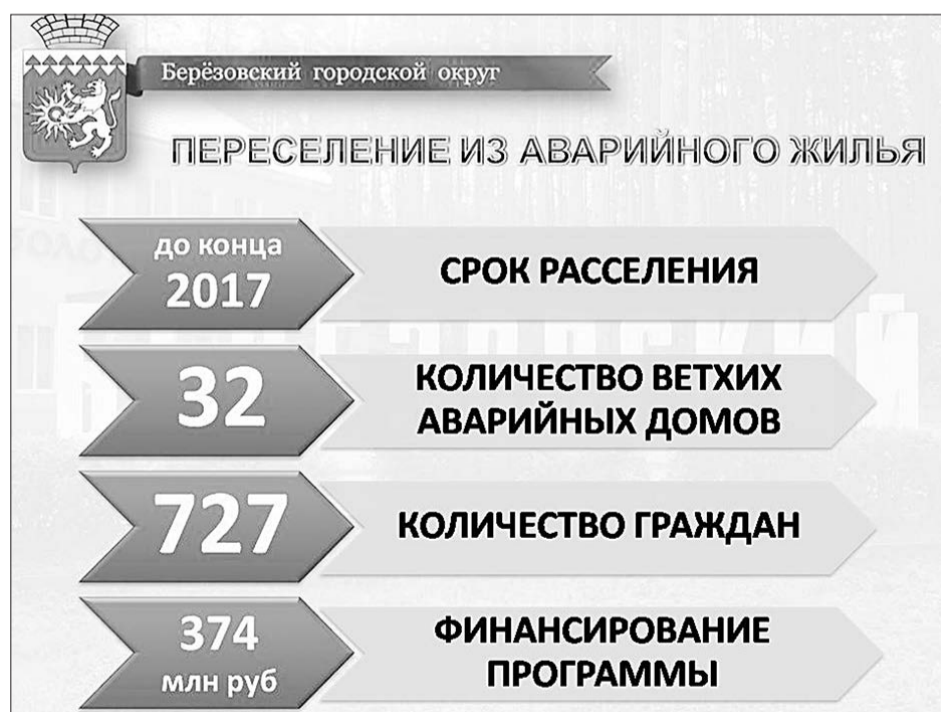 Берёзовский городской округ
ПЕРЕСЕЛЕНИЕ ИЗ АВАРИЙНОГО ЖИЛЬЯ
до конца
2017
СРОК РАССЕЛЕНИЯ
32
КОЛИЧЕСТВО ВЕТХИХ
АВАРИЙНЫХ ДОМОВ
727
КОЛИЧЕСТВО ГРАЖДАН
374
млн руб
ФИНАНСИРОВАНИЕ
ПРОГРАММЫ